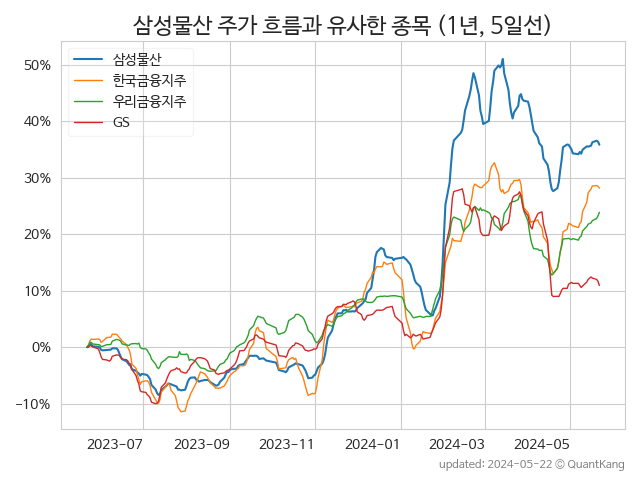 삼성물산 주가 흐름과 유사한 종목 (1년, 5일선)
삼성물산
한국금융지주
우리금융지주
GS
50%
40%
30%
20%
10%
0%
−10%
2023−07
2023−09
2023−11
2024−01
2024−03
2024−05
updated: 2024-05-22 © QuantKang